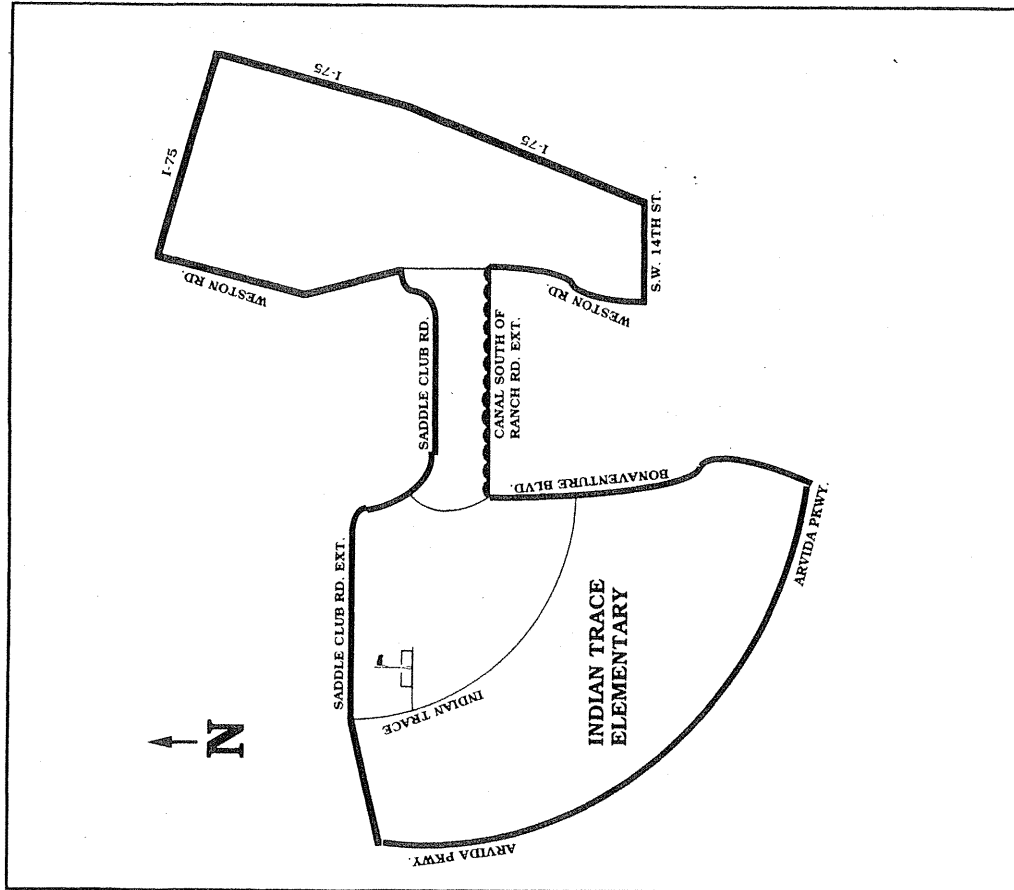 I-75
I-75
I-75
WESTON RD.
S.W. 14TH ST.
WESTON RD.
SADDLE CLUB RD.
CANAL SOUTH OF
RANCH RD. EXT.
BONAVENTURE BLVD.
SADDLE CLUB RD. EXT.
ARVIDA PKWY.
INDIAN TRACE
ELEMENTARY
INDIAN TRACE
N
ARVIDA PKWY.